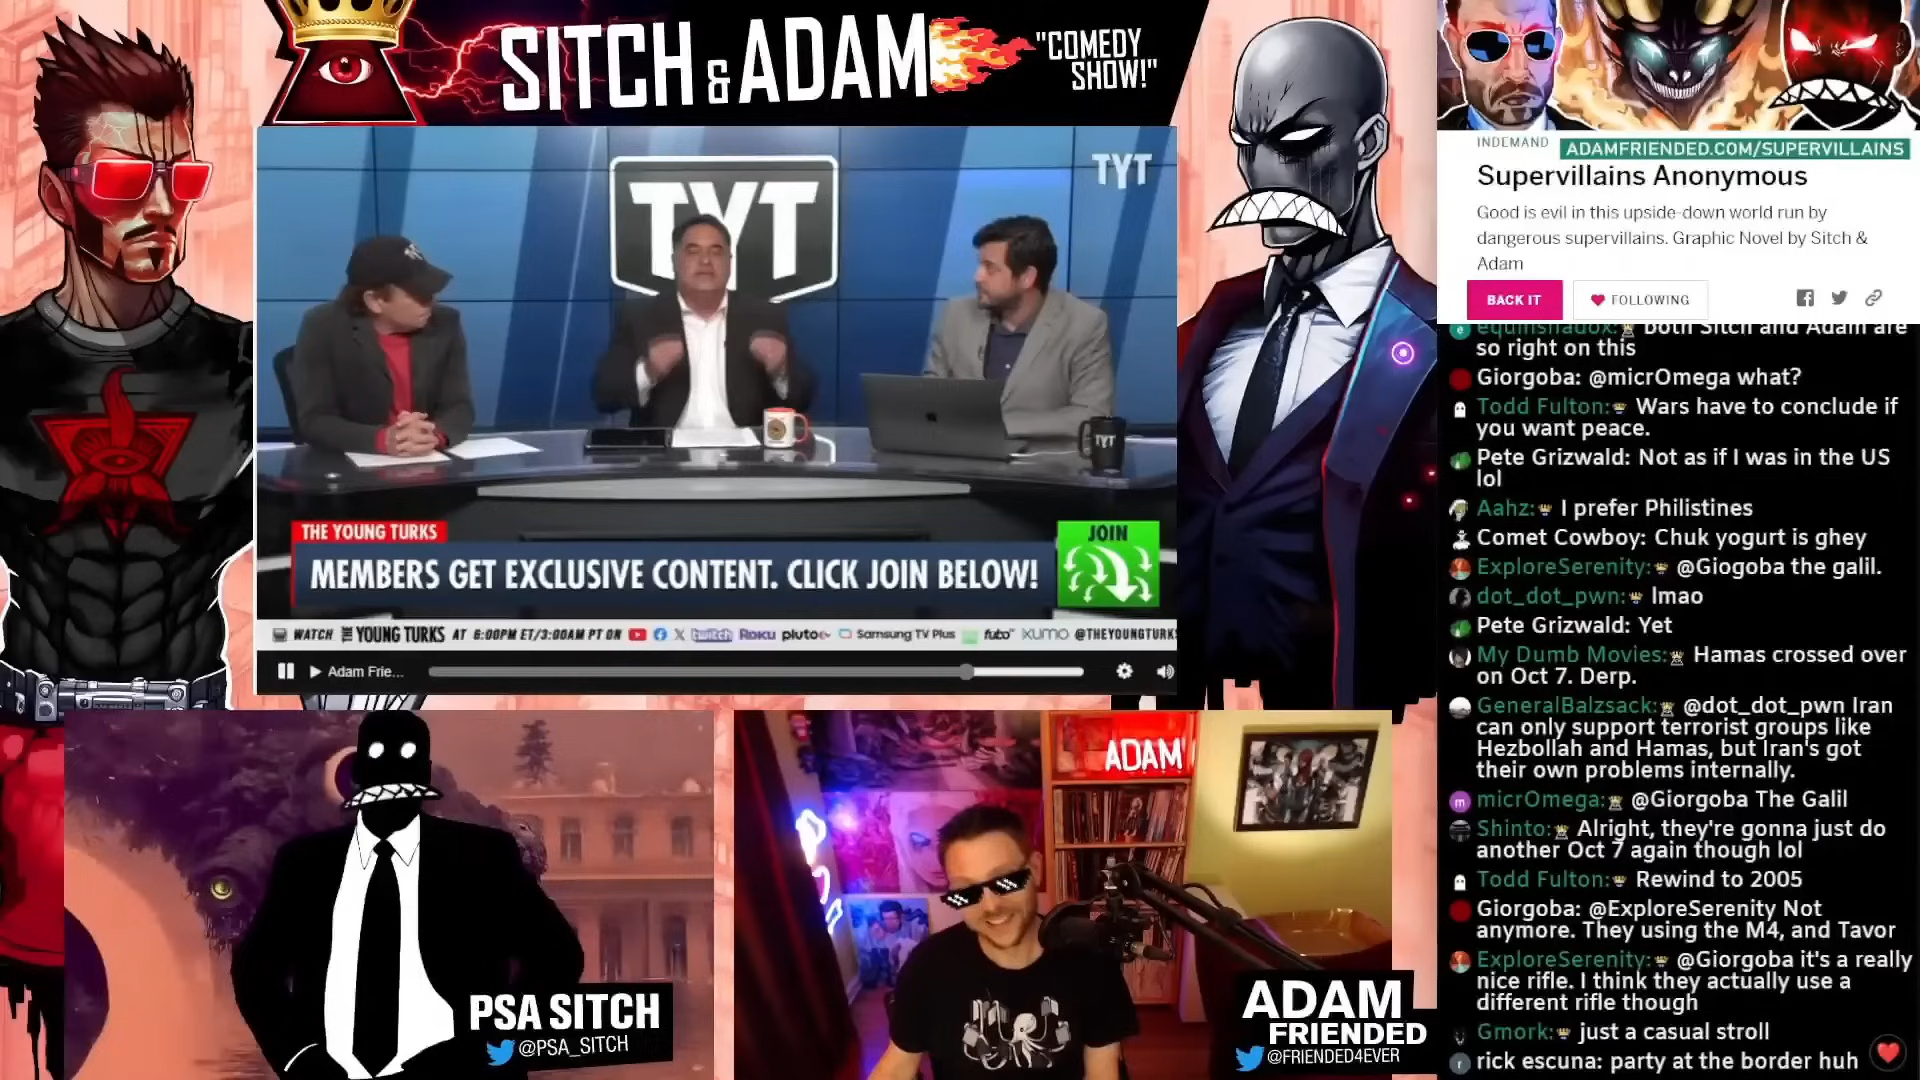 SITCH & ADAM
"COMEDY
SHOW!"
TYT
TYT
TYT
THE YOUNG TURKS
MEMBERS GET EXCLUSIVE CONTENT. CLICK JOIN BELOW!
JOIN
WATCH THE YOUNG TURKS AT 6:00PM ET/3:00AM PT ON twitch ROKU pluto tv Samsung TV Plus fubo XUMO @THEYOUNGTURKS
Adam Frie...
PSA SITCH
@PSA_SITCH
ADAM
ADAM
FRIENDED
@FRIENDED4EVER
INDEMAND
ADAMFRIENDED.COM/SUPERVILLAINS
Supervillains Anonymous
Good is evil in this upside-down world run by
dangerous supervillains. Graphic Novel by Sitch &
Adam
BACK IT
FOLLOWING
equinshadox: both Sitch and Adam are
so right on this
Giorgoba: @micrOmega what?
Todd Fulton: Wars have to conclude if
you want peace.
Pete Grizwald: Not as if I was in the US
lol
Aahz: I prefer Philistines
Comet Cowboy: Chuk yogurt is ghey
ExploreSerenity: @Giogoba the galil.
dot_dot_pwn: lmao
Pete Grizwald: Yet
My Dumb Movies: Hamas crossed over
on Oct 7. Derp.
GeneralBalzsack: @dot_dot_pwn Iran
can only support terrorist groups like
Hezbollah and Hamas, but Iran's got
their own problems internally.
micrOmega: @Giorgoba The Galil
Shinto: Alright, they're gonna just do
another Oct 7 again though lol
Todd Fulton: Rewind to 2005
Giorgoba: @ExploreSerenity Not
anymore. They using the M4, and Tavor
ExploreSerenity: @Giorgoba it's a really
nice rifle. I think they actually use a
different rifle though
Gmork: just a casual stroll
rick escuna: party at the border huh